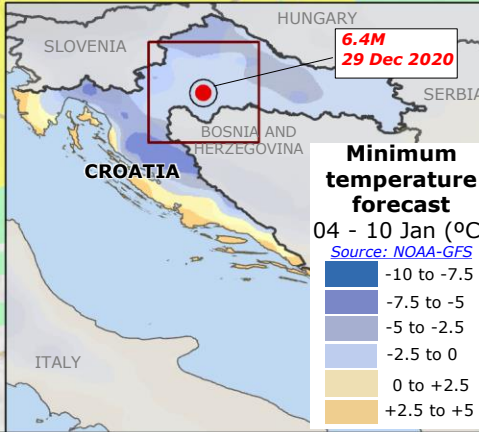 HUNGARY
SLOVENIA
6.4M
29 Dec 2020
SERBI
BOSNIA AND
HERZEGOVINA
CROATIA
ITALY
Minimum
temperature
forecast
04 - 10 Jan (ºC
Source: NOAA-GFS
-10 to -7.5
-7.5 to -5
-5 to -2.5
-2.5 to 0
0 to +2.5
+2.5 to +5